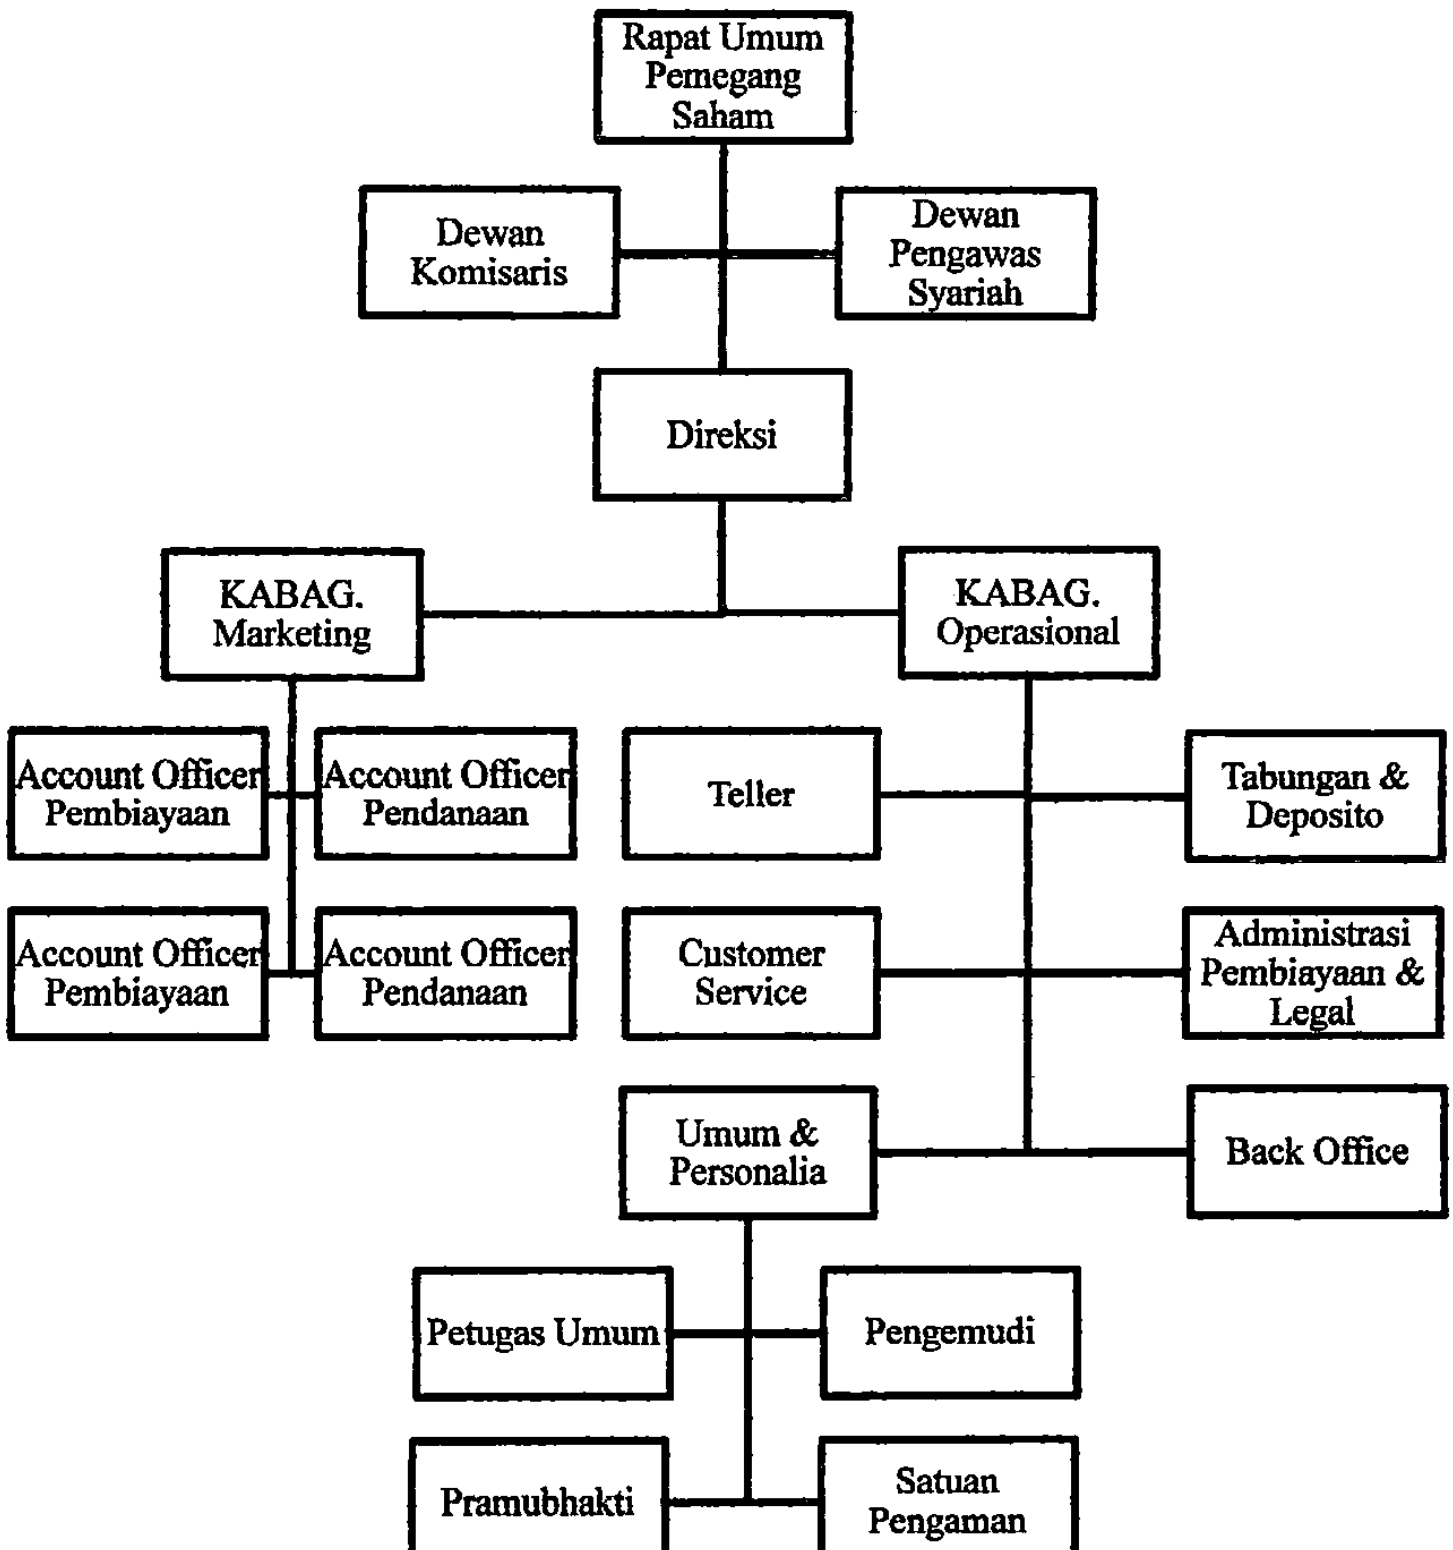 Rapat Umum
Pemegang
Saham
Dewan
Komisaris
Dewan
Pengawas
Syariah
Direksi
KABAG.
Marketing
KABAG.
Operasional
Account Officer
Pembiayaan
Account Officer
Pendanaan
Teller
Tabungan &
Deposito
Account Officer
Pembiayaan
Account Officer
Pendanaan
Customer
Service
Administrasi
Pembiayaan &
Legal
Umum &
Personalia
Back Office
Petugas Umum
Pengemudi
Pramubhakti
Satuan
Pengaman